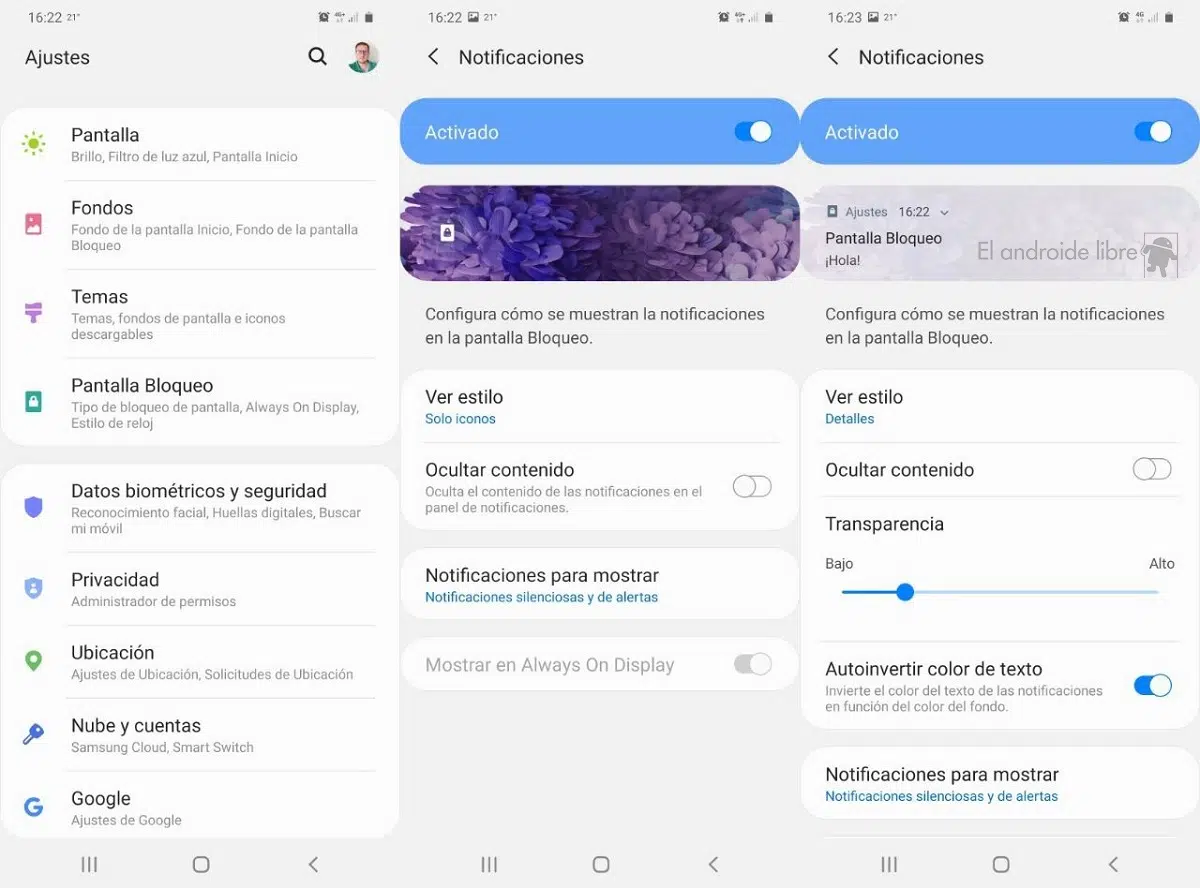 16:22 21°
Ajustes
Pantalla
Brillo, Filtro de luz azul, Pantalla Inicio
Fondos
Fondo de la pantalla Inicio, Fondo de la pantalla
Bloqueo
Temas
Temas, fondos de pantalla e iconos
descargables
Pantalla Bloqueo
Tipo de bloqueo de pantalla, Always On Display,
Estilo de reloj
Datos biométricos y seguridad
Reconocimiento facial, Huellas digitales, Buscar
mi móvil
Privacidad
Administrador de permisos
Ubicación
Ajustes de Ubicación, Solicitudes de Ubicación
Nube y cuentas
Samsung Cloud, Smart Switch
Google
Ajustes de Google
16:22 21°
Notificaciones
Activado
Configura cómo se muestran la notificaciones
en la pantalla Bloqueo.
Ver estilo
Solo iconos
Ocultar contenido
Oculta el contenido de las notificaciones en el
panel de notificaciones.
Notificaciones para mostrar
Notificaciones silenciosas y de alertas
Mostrar en Always On Display
16:23 21°
4G
Notificaciones
Activado
Ajustes 16:22
Pantalla Bloqueo
¡Hola!
El androide libre
Configura cómo se muestran la notificaciones
en la pantalla Bloqueo.
Ver estilo
Detalles
Ocultar contenido
Transparencia
Bajo Alto
Autoinvertir color de texto
Invierte el color del texto de las notificaciones
en función del color del fondo.
Notificaciones para mostrar
Notificaciones silenciosas y de alertas